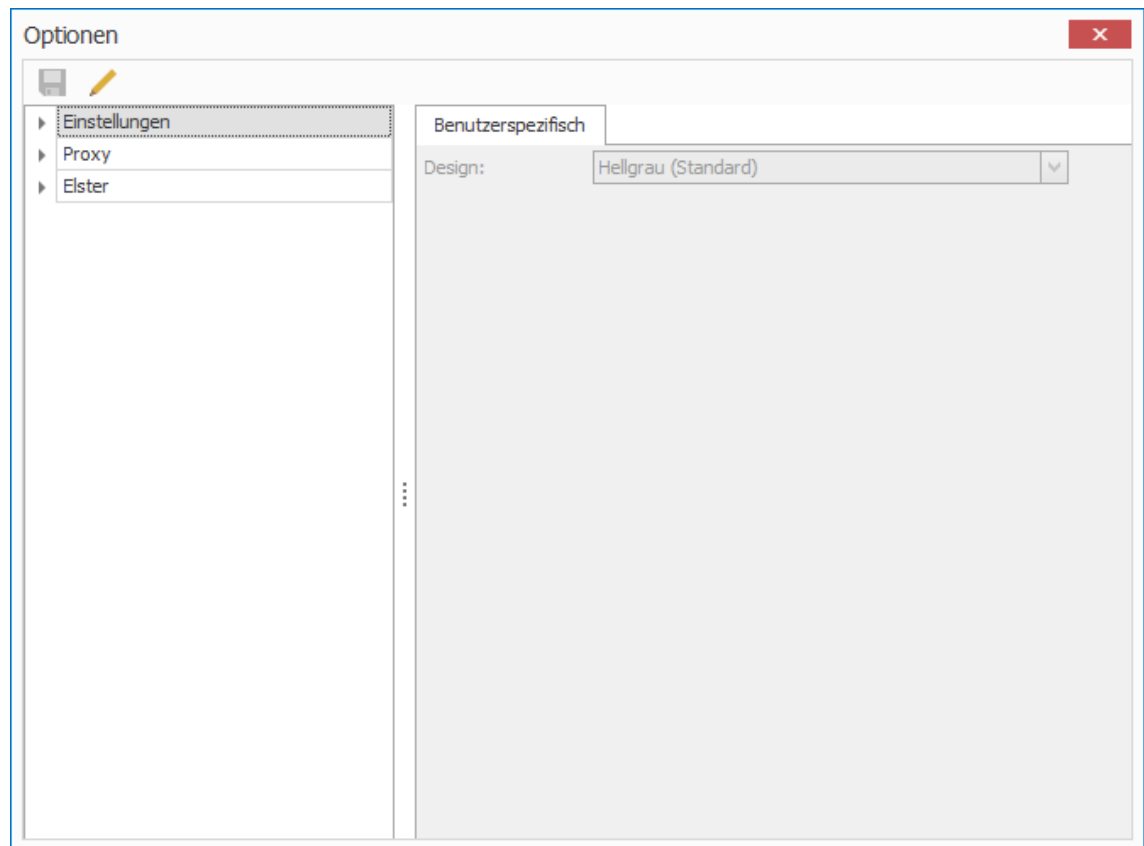 Optionen
Einstellungen
Proxy
Elster
Benutzerspezifisch
Design: Hellgrau (Standard)